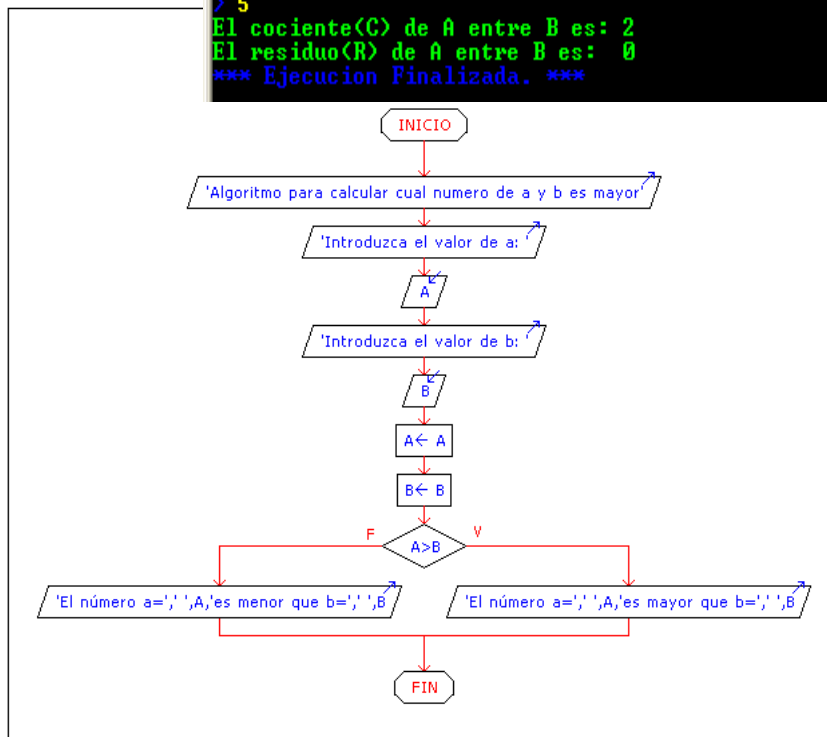 > 5
El cociente(C) de A entre B es: 2
El residuo(R) de A entre B es: 0
*** Ejecucion Finalizada. ***
INICIO
'Algoritmo para calcular cual numero de a y b es mayor'
'Introduzca el valor de a: '
A
'Introduzca el valor de b: '
B
A← A
B← B
F
V
A>B
'El número a=',' ',A,'es menor que b=',' ',B
'El número a=',' ',A,'es mayor que b=',' ',B
FIN